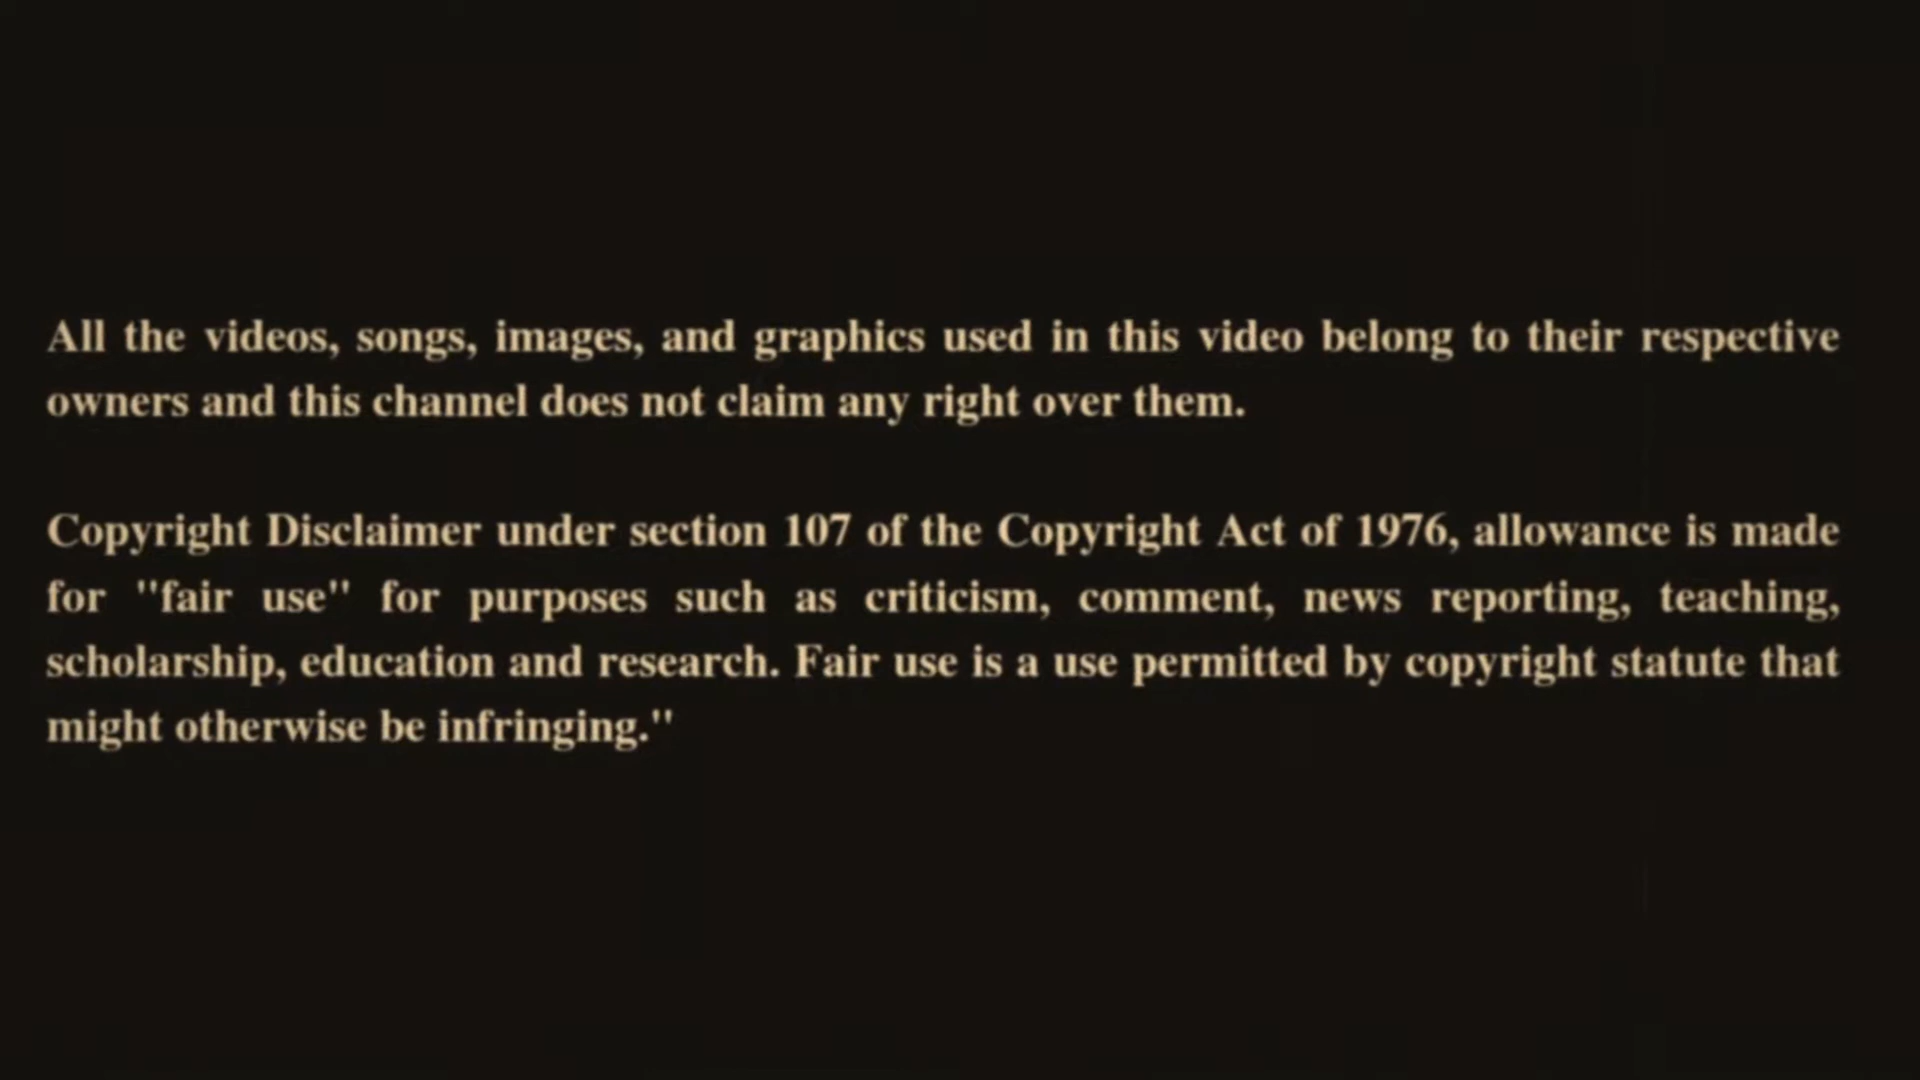 All the videos, songs, images, and graphics used in this video belong to their respective
owners and this channel does not claim any right over them.
Copyright Disclaimer under section 107 of the Copyright Act of 1976, allowance is made
for "fair use" for purposes such as criticism, comment, news reporting, teaching,
scholarship, education and research. Fair use is a use permitted by copyright statute that
might otherwise be infringing."